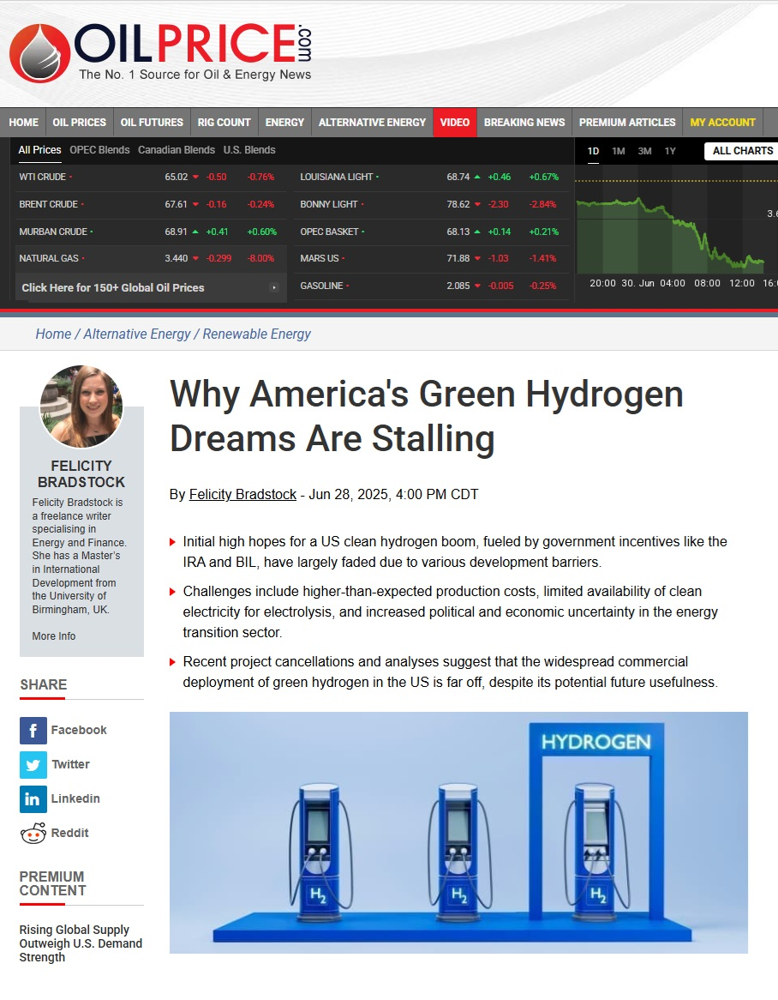 OILPRICE.com
The No. 1 Source for Oil & Energy News
HOME OIL PRICES OIL FUTURES RIG COUNT ENERGY ALTERNATIVE ENERGY VIDEO BREAKING NEWS PREMIUM ARTICLES MY ACCOUNT
All Prices OPEC Blends Canadian Blends U.S. Blends
WTI CRUDE 65.02 -0.50 -0.76%
BRENT CRUDE 67.61 -0.16 -0.24%
MURBAN CRUDE 68.91 +0.41 +0.60%
NATURAL GAS 3.440 -0.299 -8.00%
Click Here for 150+ Global Oil Prices
LOUISIANA LIGHT 68.74 +0.46 +0.67%
BONNY LIGHT 78.62 -2.30 -2.84%
OPEC BASKET 68.13 +0.14 +0.21%
MARS US 71.88 -1.03 -1.41%
GASOLINE 2.085 -0.005 -0.25%
1D 1M 3M 1Y ALL CHARTS
20:00 30. Jun 04:00 08:00 12:00
Home / Alternative Energy / Renewable Energy
FELICITY
BRADSTOCK
Felicity Bradstock is
a freelance writer
specialising in
Energy and Finance.
She has a Master's
in International
Development from
the University of
Birmingham, UK.
More Info
SHARE
Facebook
Twitter
Linkedin
Reddit
PREMIUM
CONTENT
Rising Global Supply
Outweigh U.S. Demand
Strength
Why America's Green Hydrogen
Dreams Are Stalling
By Felicity Bradstock - Jun 28, 2025, 4:00 PM CDT
Initial high hopes for a US clean hydrogen boom, fueled by government incentives like the
IRA and BIL, have largely faded due to various development barriers.
Challenges include higher-than-expected production costs, limited availability of clean
electricity for electrolysis, and increased political and economic uncertainty in the energy
transition sector.
Recent project cancellations and analyses suggest that the widespread commercial
deployment of green hydrogen in the US is far off, despite its potential future usefulness.
HYDROGEN
H2
H2
H2